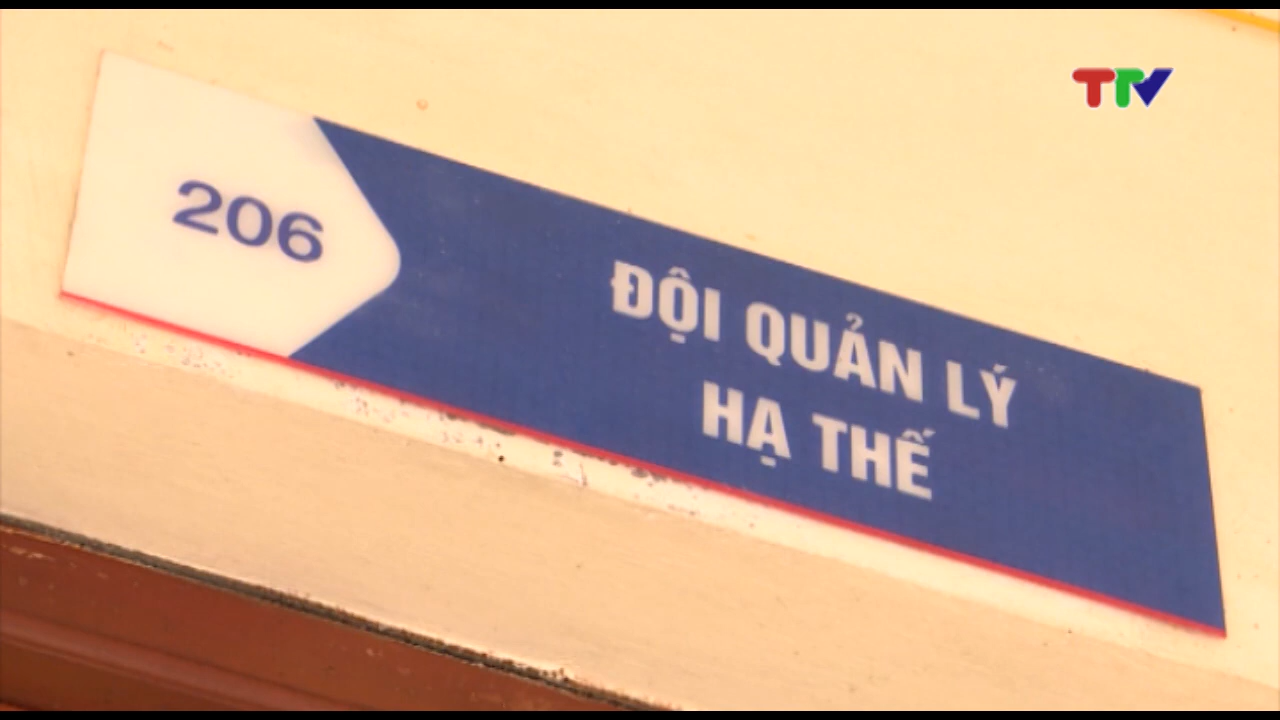 TTV
206
ĐỘI QUẢN LÝ
HẠ THẾ